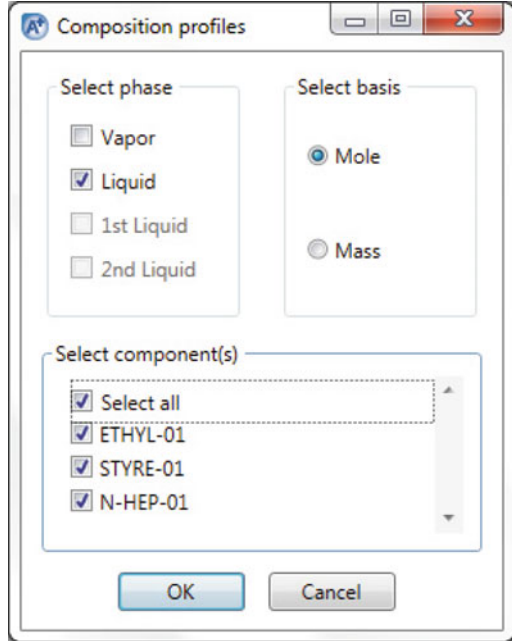 A+ Composition profiles
Select phase
Vapor
Liquid
1st Liquid
2nd Liquid
Select basis
Mole
Mass
Select component(s)
Select all
ETHYL-01
STYRE-01
N-HEP-01
OK
Cancel